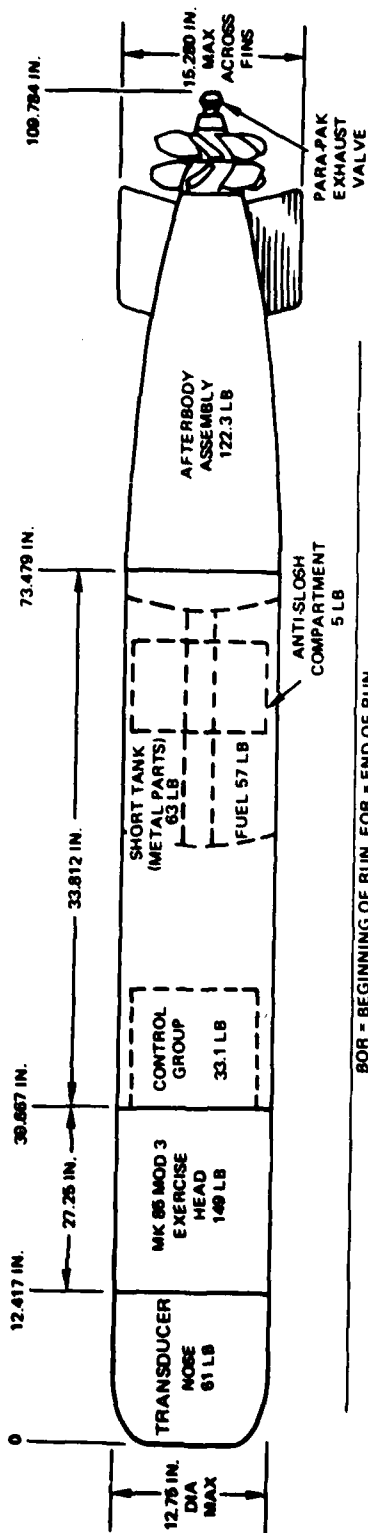 0
12.417 IN.
39.667 IN.
73.479 IN.
109.784 IN.
27.25 IN.
33.812 IN.
12.75 IN.
DIA
MAX
TRANSDUCER
NOSE
61 LB
MK 85 MOD 3
EXERCISE
HEAD
149 LB
CONTROL
GROUP
33.1 LB
SHORT TANK
(METAL PARTS)
63 LB
FUEL 57 LB
ANTI-SLOSH
COMPARTMENT
5 LB
AFTERBODY
ASSEMBLY
122.3 LB
15.280 IN.
MAX
ACROSS
FINS
PARA-PAK
EXHAUST
VALVE
BOR = BEGINNING OF RUN EOR = END OF RUN